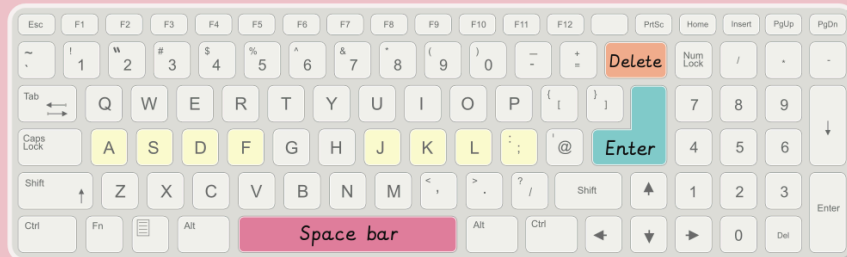 Esc F1 F2 F3 F4 F5 F6 F7 F8 F9 F10 F11 F12 PrtSc Home Insert PgUp PgDn
~ ` ! 1 " 2 # 3 $ 4 % 5 ^ 6 & 7 * 8 ( 9 ) 0 — - + = Delete Num Lock / * -
Tab Q W E R T Y U I O P { [ } ] 7 8 9
Caps Lock A S D F G H J K L : ; ' @ Enter 4 5 6
Shift Z X C V B N M < , > . ? / Shift 1 2 3 Enter
Ctrl Fn Alt Space bar Alt Ctrl 0 Del